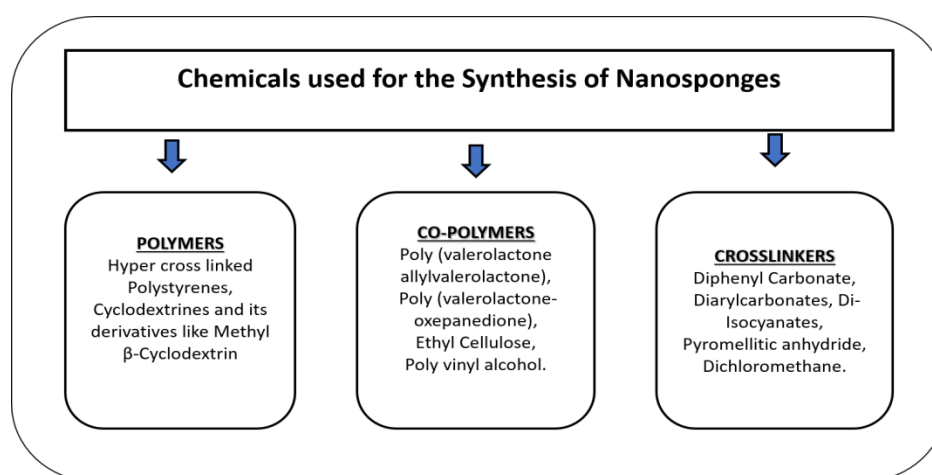 Chemicals used for the Synthesis of Nanosponges
POLYMERS
Hyper cross linked
Polystyrenes,
Cyclodextrines and its
derivatives like Methyl
β-Cyclodextrin
CO-POLYMERS
Poly (valerolactone
allylvalerolactone),
Poly (valerolactone-
oxepanedione),
Ethyl Cellulose,
Poly vinyl alcohol.
CROSSLINKERS
Diphenyl Carbonate,
Diarylcarbonates, Di-
Isocyanates,
Pyromellitic anhydride,
Dichloromethane.